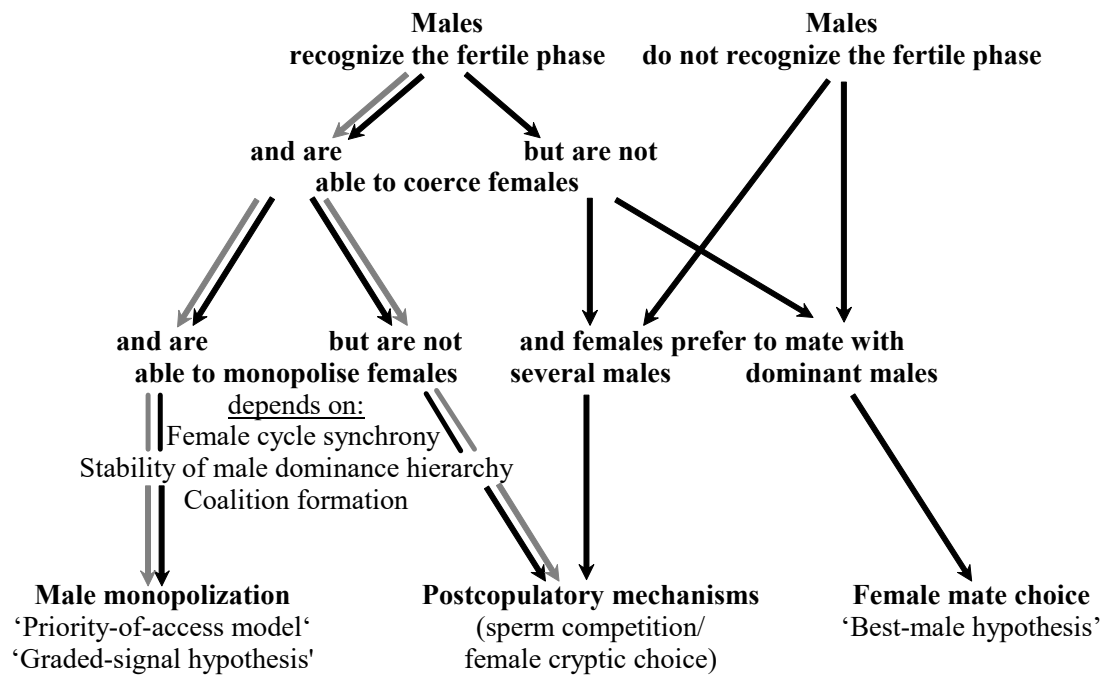 Males
recognize the fertile phase
Males
do not recognize the fertile phase
and are
but are not
able to coerce females
and are
but are not
able to monopolise females
depends on:
Female cycle synchrony
Stability of male dominance hierarchy
Coalition formation
and females prefer to mate with
several males
dominant males
Male monopolization
‘Priority-of-access model‘
‘Graded-signal hypothesis'
Postcopulatory mechanisms
(sperm competition/
female cryptic choice)
Female mate choice
‘Best-male hypothesis’